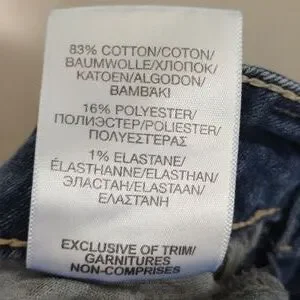 83% COTTON/COTON/
BAUMWOLLE/ХЛОПОК/
KATOEN/ALGODON/
BAMBAKI
16% POLYESTER/
ПОЛИЭСТЕР/POLIESTER/
ΠΟΛΥΕΣΤΕΡΑΣ
1% ELASTANE/
ÉLASTHANNE/ELASTHAN/
ЭЛАСТАН/ELASTAAN/
ΕΛΑΣΤΑΝΗ
EXCLUSIVE OF TRIM/
GARNITURES
NON-COMPRISES